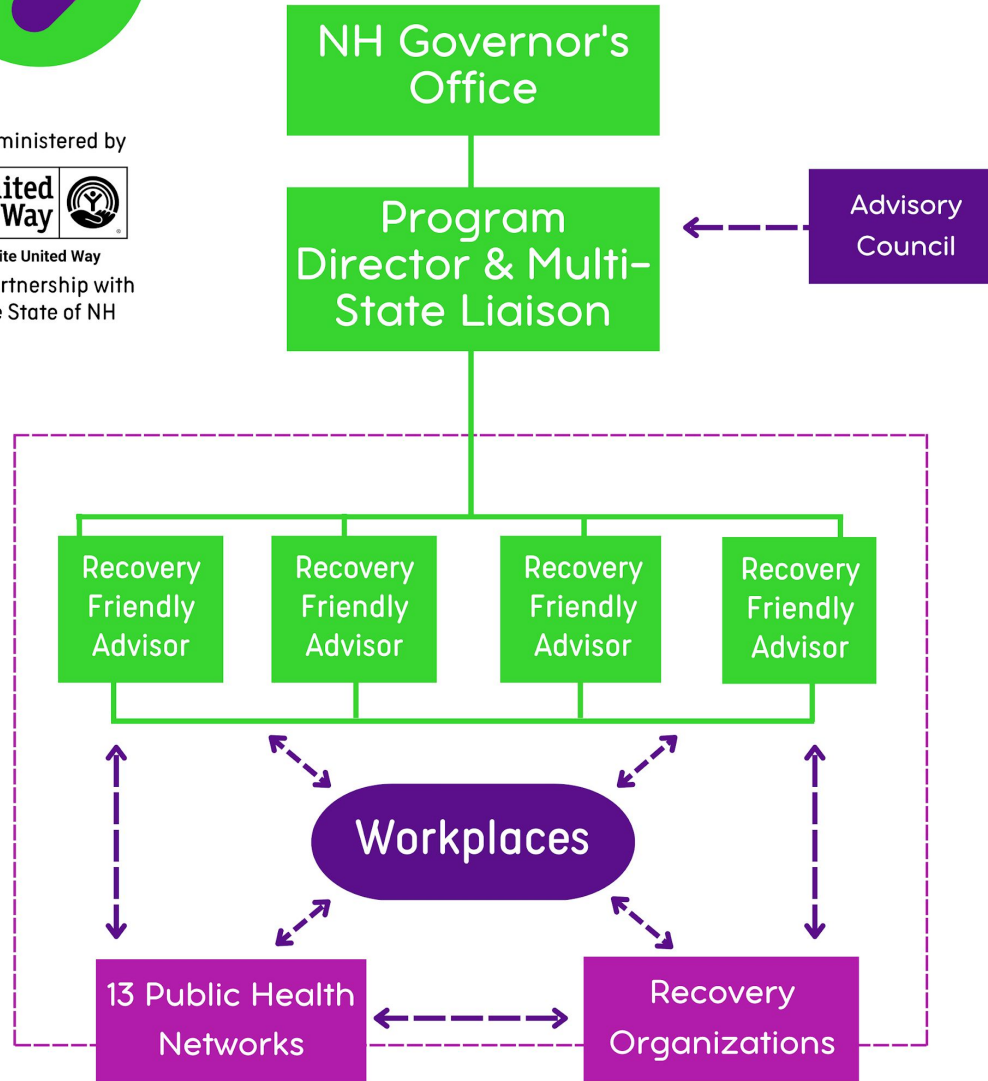 NH Governor's
Office
ministered by
ited
Way
®
ite United Way
rtnership with
e State of NH
Program
Director & Multi-
State Liaison
Advisory
Council
Recovery
Friendly
Advisor
Recovery
Friendly
Advisor
Recovery
Friendly
Advisor
Recovery
Friendly
Advisor
Workplaces
13 Public Health
Networks
Recovery
Organizations